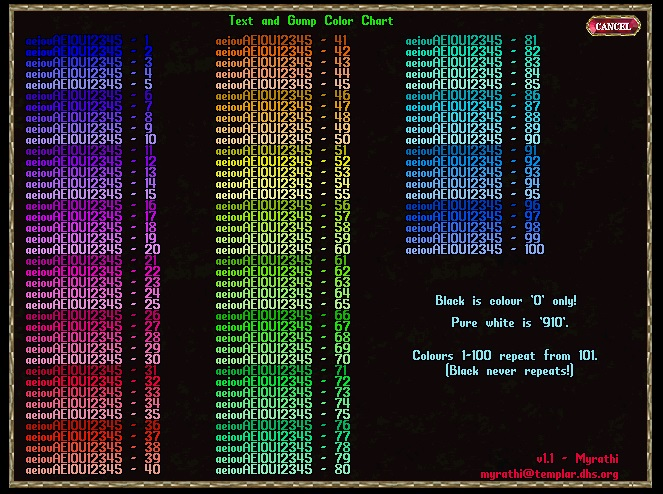 Text and Gump Color Chart
CANCEL
aeiouAEIOU12345 - 1
aeiouAEIOU12345 - 2
aeiouAEIOU12345 - 3
aeiouAEIOU12345 - 4
aeiouAEIOU12345 - 5
aeiouAEIOU12345 - 6
aeiouAEIOU12345 - 7
aeiouAEIOU12345 - 8
aeiouAEIOU12345 - 9
aeiouAEIOU12345 - 10
aeiouAEIOU12345 - 11
aeiouAEIOU12345 - 12
aeiouAEIOU12345 - 13
aeiouAEIOU12345 - 14
aeiouAEIOU12345 - 15
aeiouAEIOU12345 - 16
aeiouAEIOU12345 - 17
aeiouAEIOU12345 - 18
aeiouAEIOU12345 - 19
aeiouAEIOU12345 - 20
aeiouAEIOU12345 - 21
aeiouAEIOU12345 - 22
aeiouAEIOU12345 - 23
aeiouAEIOU12345 - 24
aeiouAEIOU12345 - 25
aeiouAEIOU12345 - 26
aeiouAEIOU12345 - 27
aeiouAEIOU12345 - 28
aeiouAEIOU12345 - 29
aeiouAEIOU12345 - 30
aeiouAEIOU12345 - 31
aeiouAEIOU12345 - 32
aeiouAEIOU12345 - 33
aeiouAEIOU12345 - 34
aeiouAEIOU12345 - 35
aeiouAEIOU12345 - 36
aeiouAEIOU12345 - 37
aeiouAEIOU12345 - 38
aeiouAEIOU12345 - 39
aeiouAEIOU12345 - 40
aeiouAEIOU12345 - 41
aeiouAEIOU12345 - 42
aeiouAEIOU12345 - 43
aeiouAEIOU12345 - 44
aeiouAEIOU12345 - 45
aeiouAEIOU12345 - 46
aeiouAEIOU12345 - 47
aeiouAEIOU12345 - 48
aeiouAEIOU12345 - 49
aeiouAEIOU12345 - 50
aeiouAEIOU12345 - 51
aeiouAEIOU12345 - 52
aeiouAEIOU12345 - 53
aeiouAEIOU12345 - 54
aeiouAEIOU12345 - 55
aeiouAEIOU12345 - 56
aeiouAEIOU12345 - 57
aeiouAEIOU12345 - 58
aeiouAEIOU12345 - 59
aeiouAEIOU12345 - 60
aeiouAEIOU12345 - 61
aeiouAEIOU12345 - 62
aeiouAEIOU12345 - 63
aeiouAEIOU12345 - 64
aeiouAEIOU12345 - 65
aeiouAEIOU12345 - 66
aeiouAEIOU12345 - 67
aeiouAEIOU12345 - 68
aeiouAEIOU12345 - 69
aeiouAEIOU12345 - 70
aeiouAEIOU12345 - 71
aeiouAEIOU12345 - 72
aeiouAEIOU12345 - 73
aeiouAEIOU12345 - 74
aeiouAEIOU12345 - 75
aeiouAEIOU12345 - 76
aeiouAEIOU12345 - 77
aeiouAEIOU12345 - 78
aeiouAEIOU12345 - 79
aeiouAEIOU12345 - 80
aeiouAEIOU12345 - 81
aeiouAEIOU12345 - 82
aeiouAEIOU12345 - 83
aeiouAEIOU12345 - 84
aeiouAEIOU12345 - 85
aeiouAEIOU12345 - 86
aeiouAEIOU12345 - 87
aeiouAEIOU12345 - 88
aeiouAEIOU12345 - 89
aeiouAEIOU12345 - 90
aeiouAEIOU12345 - 91
aeiouAEIOU12345 - 92
aeiouAEIOU12345 - 93
aeiouAEIOU12345 - 94
aeiouAEIOU12345 - 95
aeiouAEIOU12345 - 96
aeiouAEIOU12345 - 97
aeiouAEIOU12345 - 98
aeiouAEIOU12345 - 99
aeiouAEIOU12345 - 100
Black is colour '0' only!
Pure white is '910'.
Colours 1-100 repeat from 101.
(Black never repeats!)
v1.1 - Myrathi
myrathi@templar.dhs.org